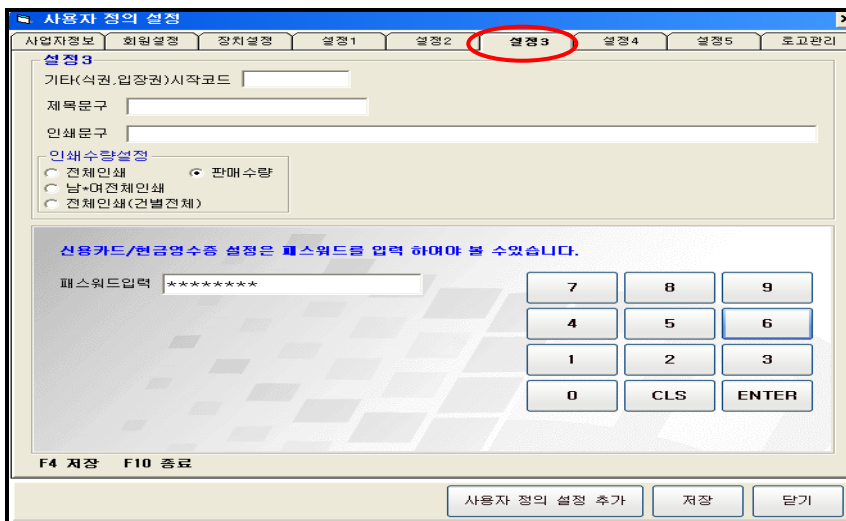 사용자 정의 설정
사업자정보 회원설정 장치설정 설정1 설정2 설정3 설정4 설정5 로고관리
설정3
기타(식권,입장권)시작코드
제목문구
인쇄문구
인쇄수량설정
전체인쇄 판매수량
남*여전체인쇄
전체인쇄(건별전체)
신용카드/현금영수증 설정은 패스워드를 입력 하여야 볼 수있습니다.
패스워드입력 ********
7 8 9
4 5 6
1 2 3
0 CLS ENTER
F4 저장 F10 종료
사용자 정의 설정 추가 저장 닫기